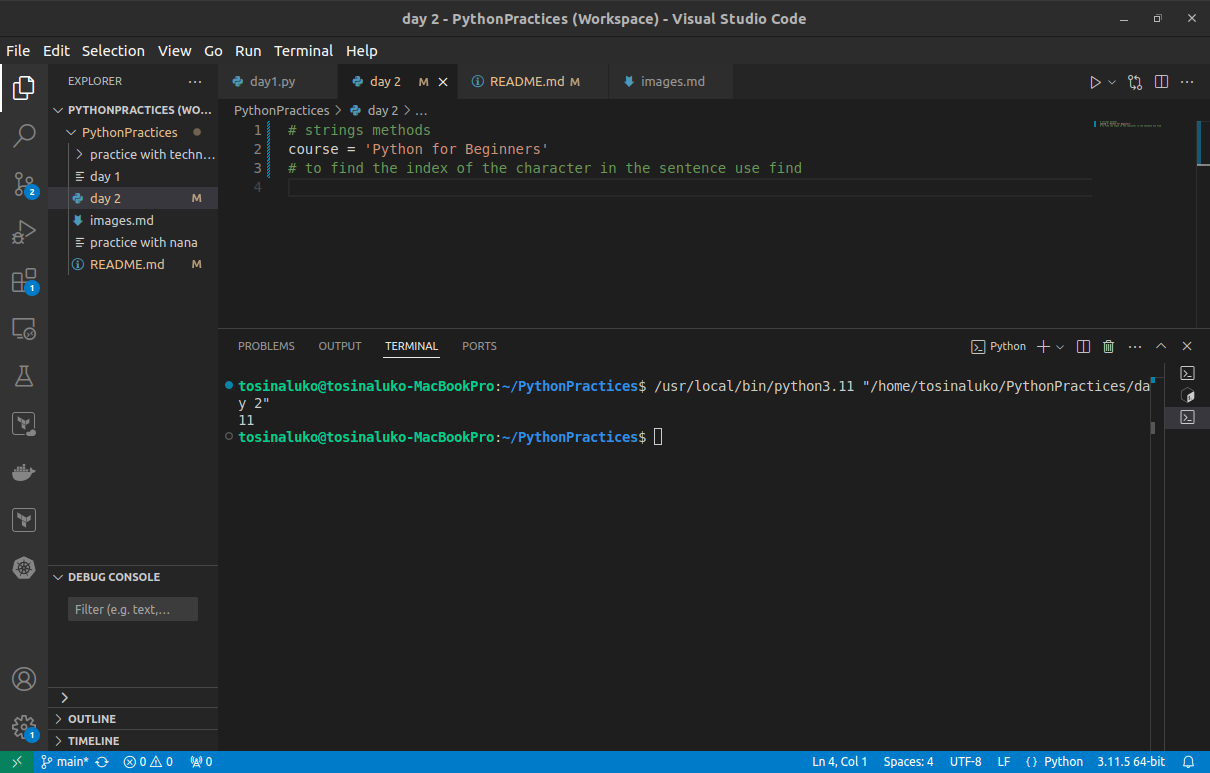 day 2 - PythonPractices (Workspace) - Visual Studio Code
File Edit Selection View Go Run Terminal Help
EXPLORER
PYTHONPRACTICES (WO...
PythonPractices
practice with techn...
day 1
day 2 M
images.md
practice with nana
README.md M
2
1
DEBUG CONSOLE
Filter (e.g. text,...
OUTLINE
TIMELINE
1
day1.py day 2 M README.md M images.md
PythonPractices day 2 ...
1 # strings methods
2 course = 'Python for Beginners'
3 # to find the index of the character in the sentence use find
4
PROBLEMS OUTPUT TERMINAL PORTS
Python
tosinaluko@tosinaluko-MacBookPro:~/PythonPractices$ /usr/local/bin/python3.11 "/home/tosinaluko/PythonPractices/da
y 2"
11
tosinaluko@tosinaluko-MacBookPro:~/PythonPractices$
main* 0 0 0 Ln 4, Col 1 Spaces: 4 UTF-8 LF { } Python 3.11.5 64-bit